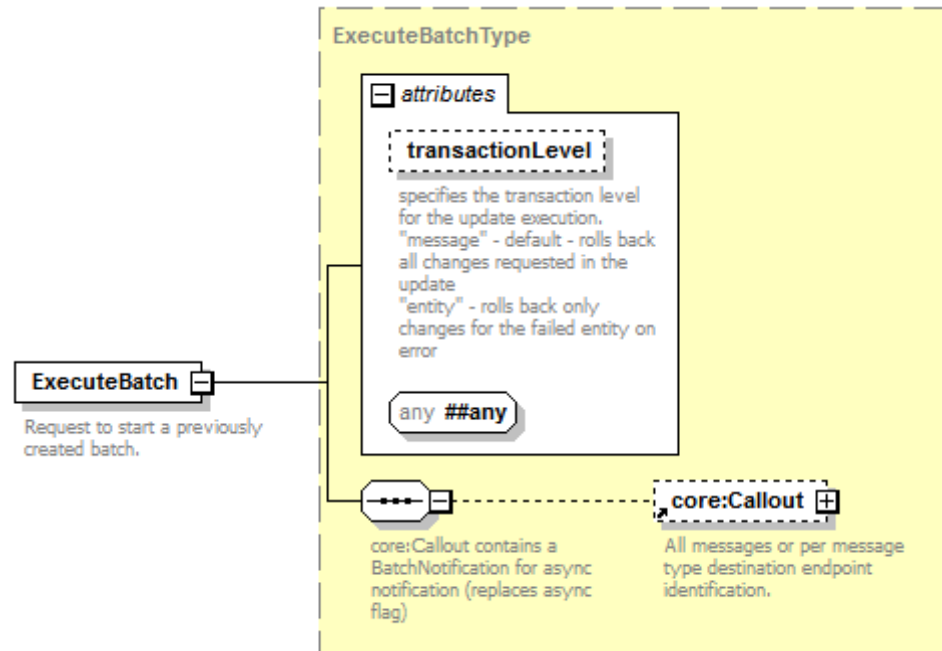 ExecuteBatchType
attributes
transactionLevel
specifies the transaction level
for the update execution.
"message" - default - rolls back
all changes requested in the
update
"entity" - rolls back only
changes for the failed entity on
error
ExecuteBatch
Request to start a previously
created batch.
any ##any
core:Callout
core:Callout contains a
BatchNotification for async
notification (replaces async
flag)
All messages or per message
type destination endpoint
identification.